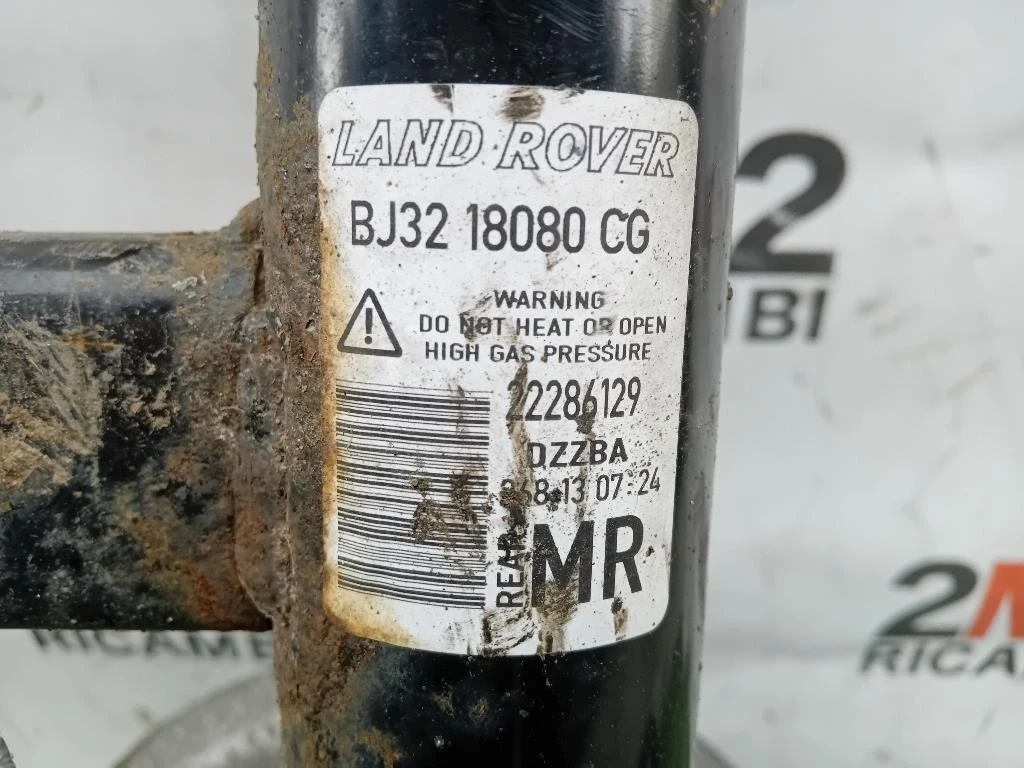 LAND ROVER
BJ32 18080 CG
WARNING
DO NOT HEAT OR OPEN
HIGH GAS PRESSURE
22286129
DZZBA
13 07:24
REAR
MR
2
BI
2M
RICAM
RICAMB